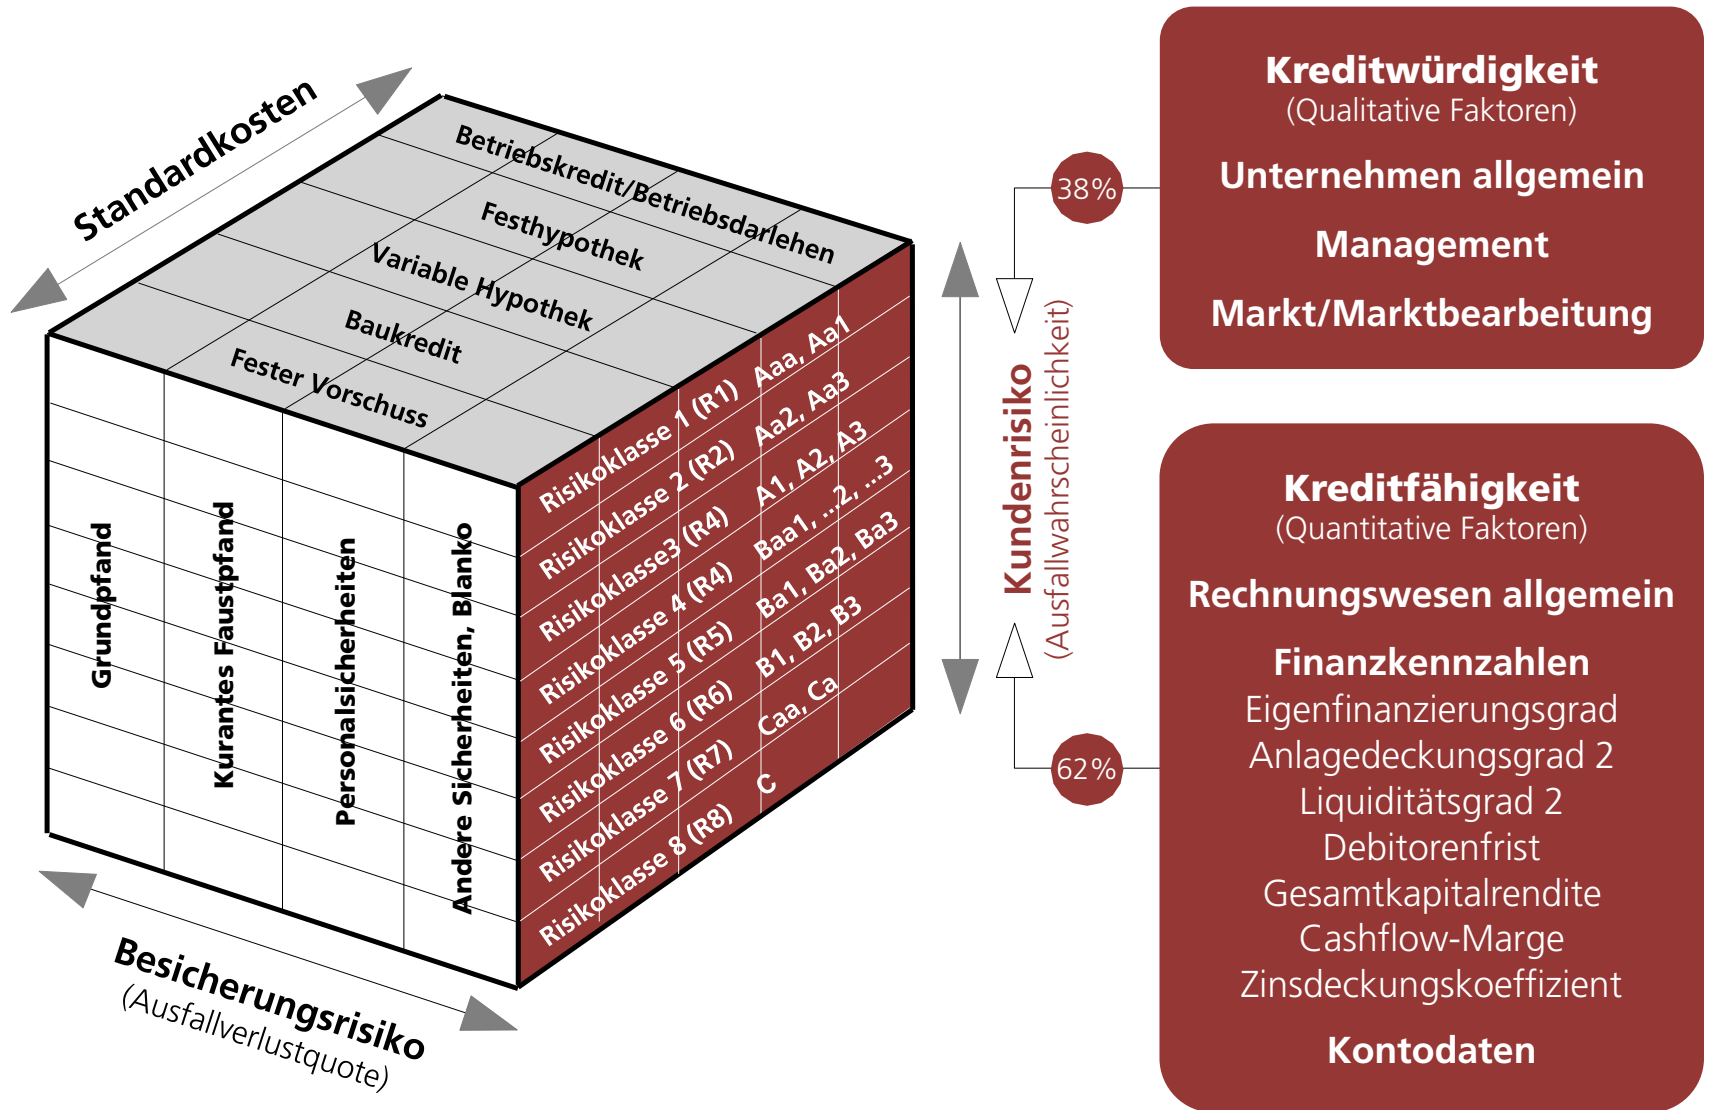 Standardkosten
Betriebskredit/Betriebsdarlehen
Festhypothek
Variable Hypothek
Baukredit
Fester Vorschuss
Grundpfand
Kurantes Faustpfand
Personalsicherheiten
Andere Sicherheiten, Blanko
Risikoklasse 1 (R1) Aaa, Aa1
Risikoklasse 2 (R2) Aa2, Aa3
Risikoklasse3 (R4) A1, A2, A3
Risikoklasse 4 (R4) Baa1, ...2, ...3
Risikoklasse 5 (R5) Ba1, Ba2, Ba3
Risikoklasse 6 (R6) B1, B2, B3
Risikoklasse 7 (R7) Caa, Ca
Risikoklasse 8 (R8) C
Besicherungsrisiko
(Ausfallverlustquote)
Kundenrisiko
(Ausfallwahrscheinlichkeit)
38%
62%
Kreditwürdigkeit
(Qualitative Faktoren)
Unternehmen allgemein
Management
Markt/Marktbearbeitung
Kreditfähigkeit
(Quantitative Faktoren)
Rechnungswesen allgemein
Finanzkennzahlen
Eigenfinanzierungsgrad
Anlagedeckungsgrad 2
Liquiditätsgrad 2
Debitorenfrist
Gesamtkapitalrendite
Cashflow-Marge
Zinsdeckungskoeffizient
Kontodaten